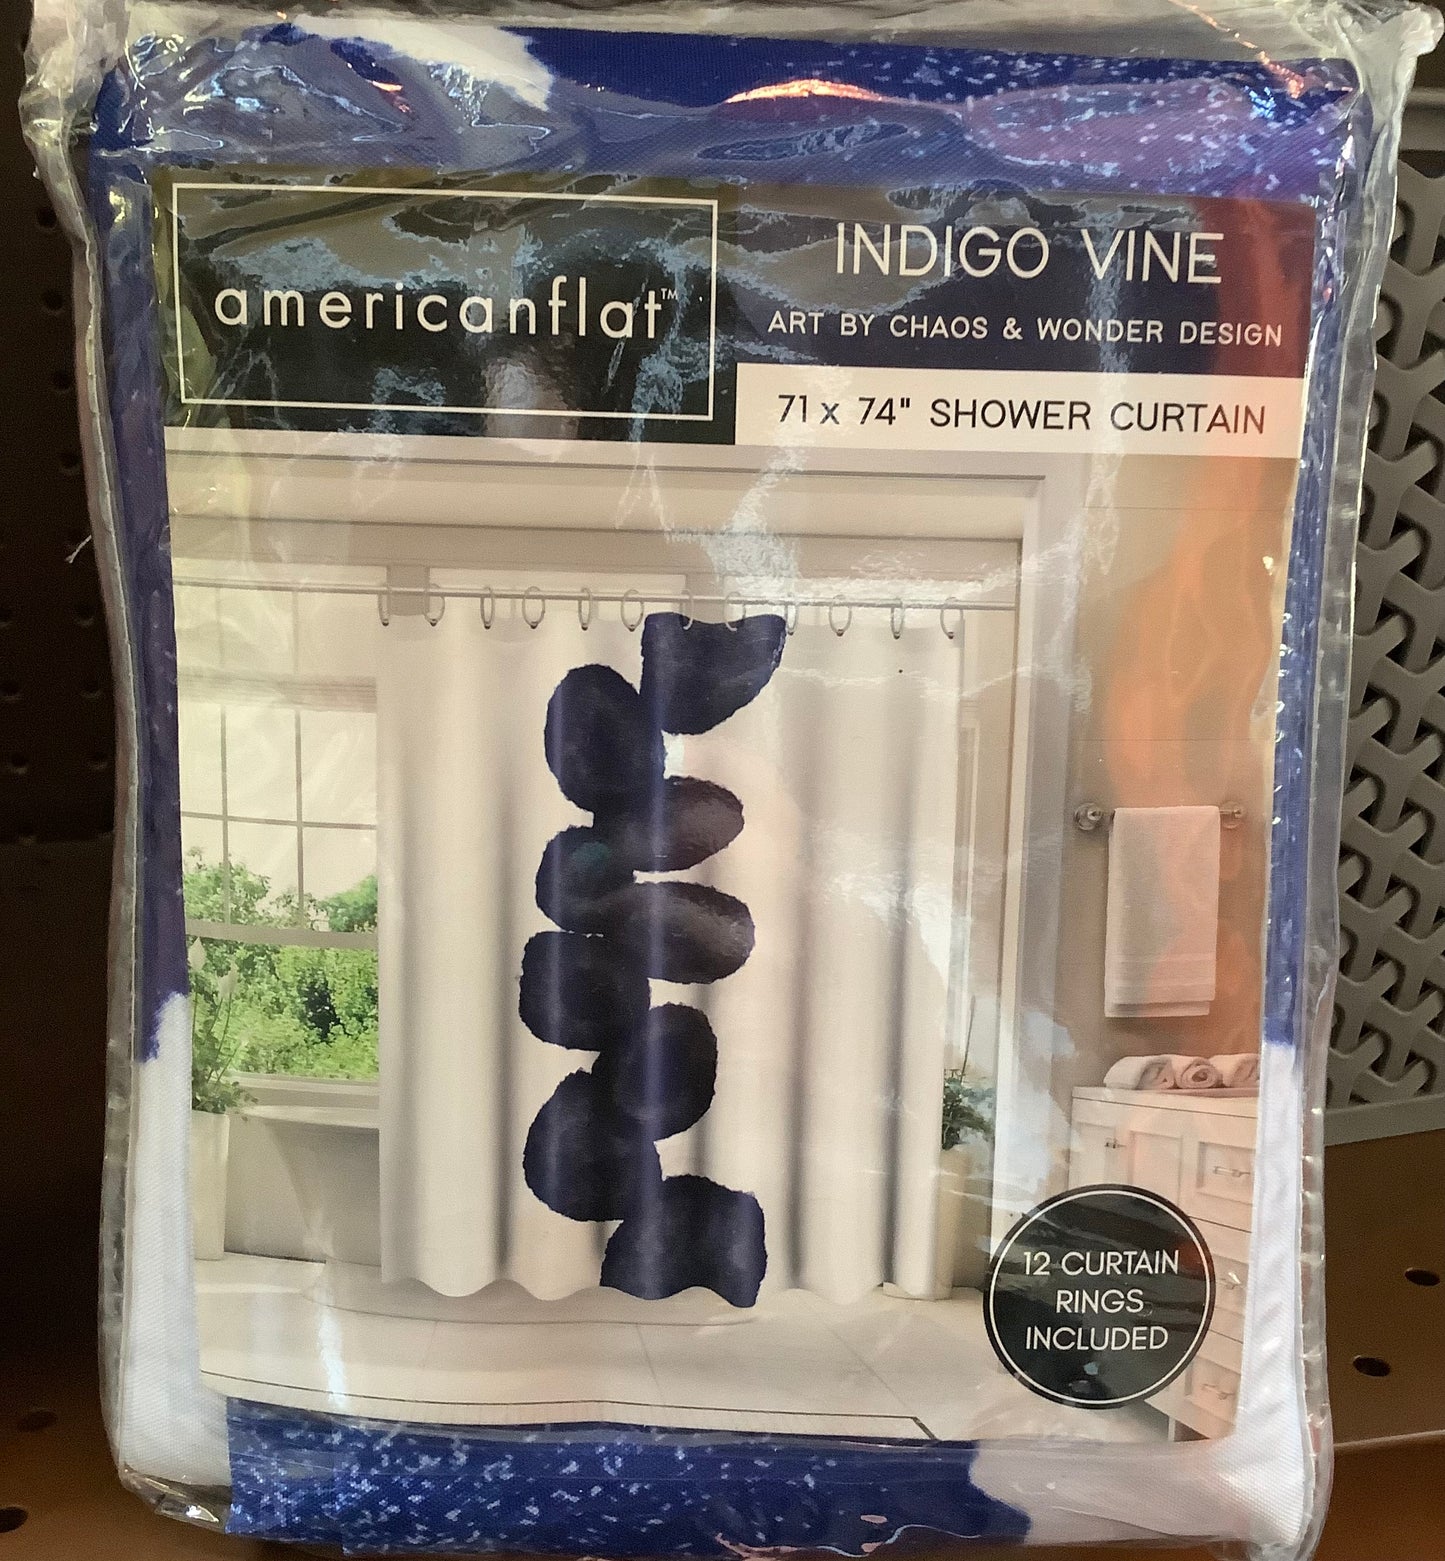 americanflat™
INDIGO VINE
ART BY CHAOS & WONDER DESIGN
71 x 74" SHOWER CURTAIN
12 CURTAIN
RINGS
INCLUDED